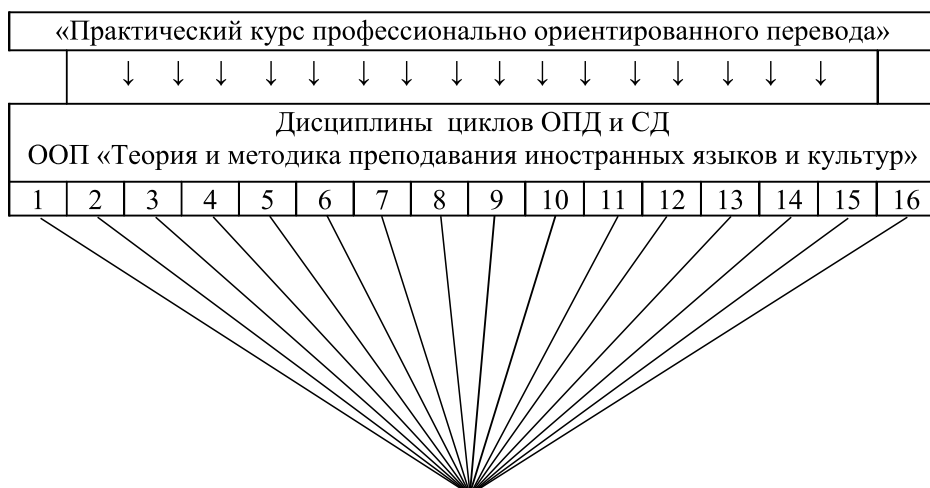 «Практический курс профессионально ориентированного перевода»
↓ ↓ ↓ ↓ ↓ ↓ ↓ ↓ ↓ ↓ ↓ ↓ ↓ ↓ ↓ ↓
Дисциплины циклов ОПД и СД
ООП «Теория и методика преподавания иностранных языков и культур»
1 2 3 4 5 6 7 8 9 10 11 12 13 14 15 16